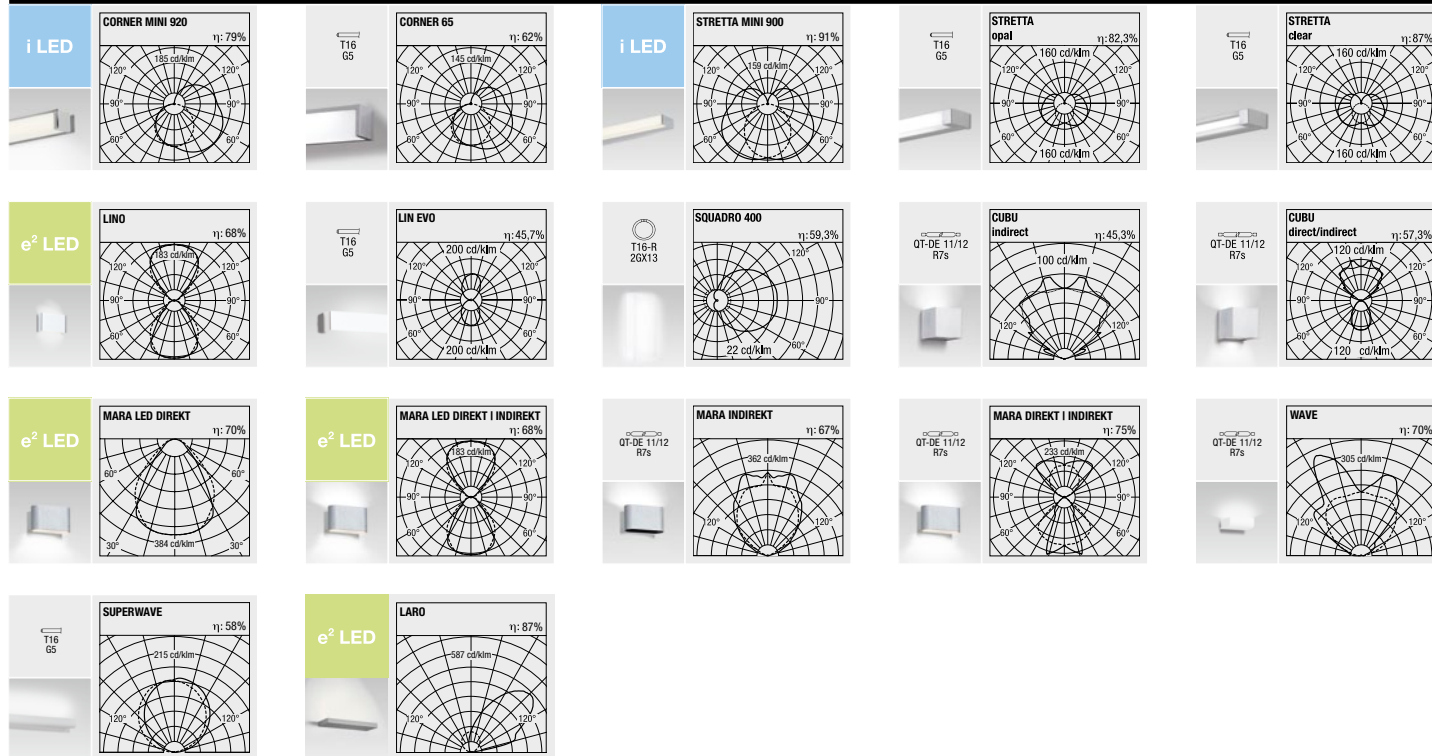 i LED
CORNER MINI 920
η: 79%
185 cd/klm
120° 120°
90° 90°
60° 60°
T16
G5
CORNER 65
η: 62%
145 cd/klm
120° 120°
90° 90°
60° 60°
i LED
STRETTA MINI 900
η: 91%
159 cd/klm
120° 120°
90° 90°
60° 60°
T16
G5
STRETTA
opal
η:82,3%
160 cd/klm
120° 120°
90° 90°
60° 60°
160 cd/klm
T16
G5
STRETTA
clear
η:87%
160 cd/klm
120° 120°
90° 90°
60° 60°
160 cd/klm
e² LED
LINO
η: 68%
183 cd/klm
120° 120°
90° 90°
60° 60°
T16
G5
LIN EVO
η:45,7%
200 cd/klm
120° 120°
90° 90°
60° 60°
200 cd/klm
T16-R
2GX13
SQUADRO 400
η:59,3%
120°
90°
60°
22 cd/klm
QT-DE 11/12
R7s
CUBU
indirect
η:45,3%
100 cd/klm
120° 120°
QT-DE 11/12
R7s
CUBU
direct/indirect
η:57,3%
120 cd/klm
120° 120°
90° 90°
60° 60°
120 cd/klm
e² LED
MARA LED DIREKT
η: 70%
60° 60°
30° 384 cd/klm 30°
e² LED
MARA LED DIREKT | INDIREKT
η: 68%
183 cd/klm
120° 120°
90° 90°
60° 60°
QT-DE 11/12
R7s
MARA INDIREKT
η: 67%
362 cd/klm
120° 120°
QT-DE 11/12
R7s
MARA DIREKT | INDIREKT
η: 75%
233 cd/klm
120° 120°
90° 90°
60° 60°
QT-DE 11/12
R7s
WAVE
η: 70%
305 cd/klm
120° 120°
T16
G5
SUPERWAVE
η: 58%
215 cd/klm
120° 120°
e² LED
LARO
η: 87%
587 cd/klm
120° 120°